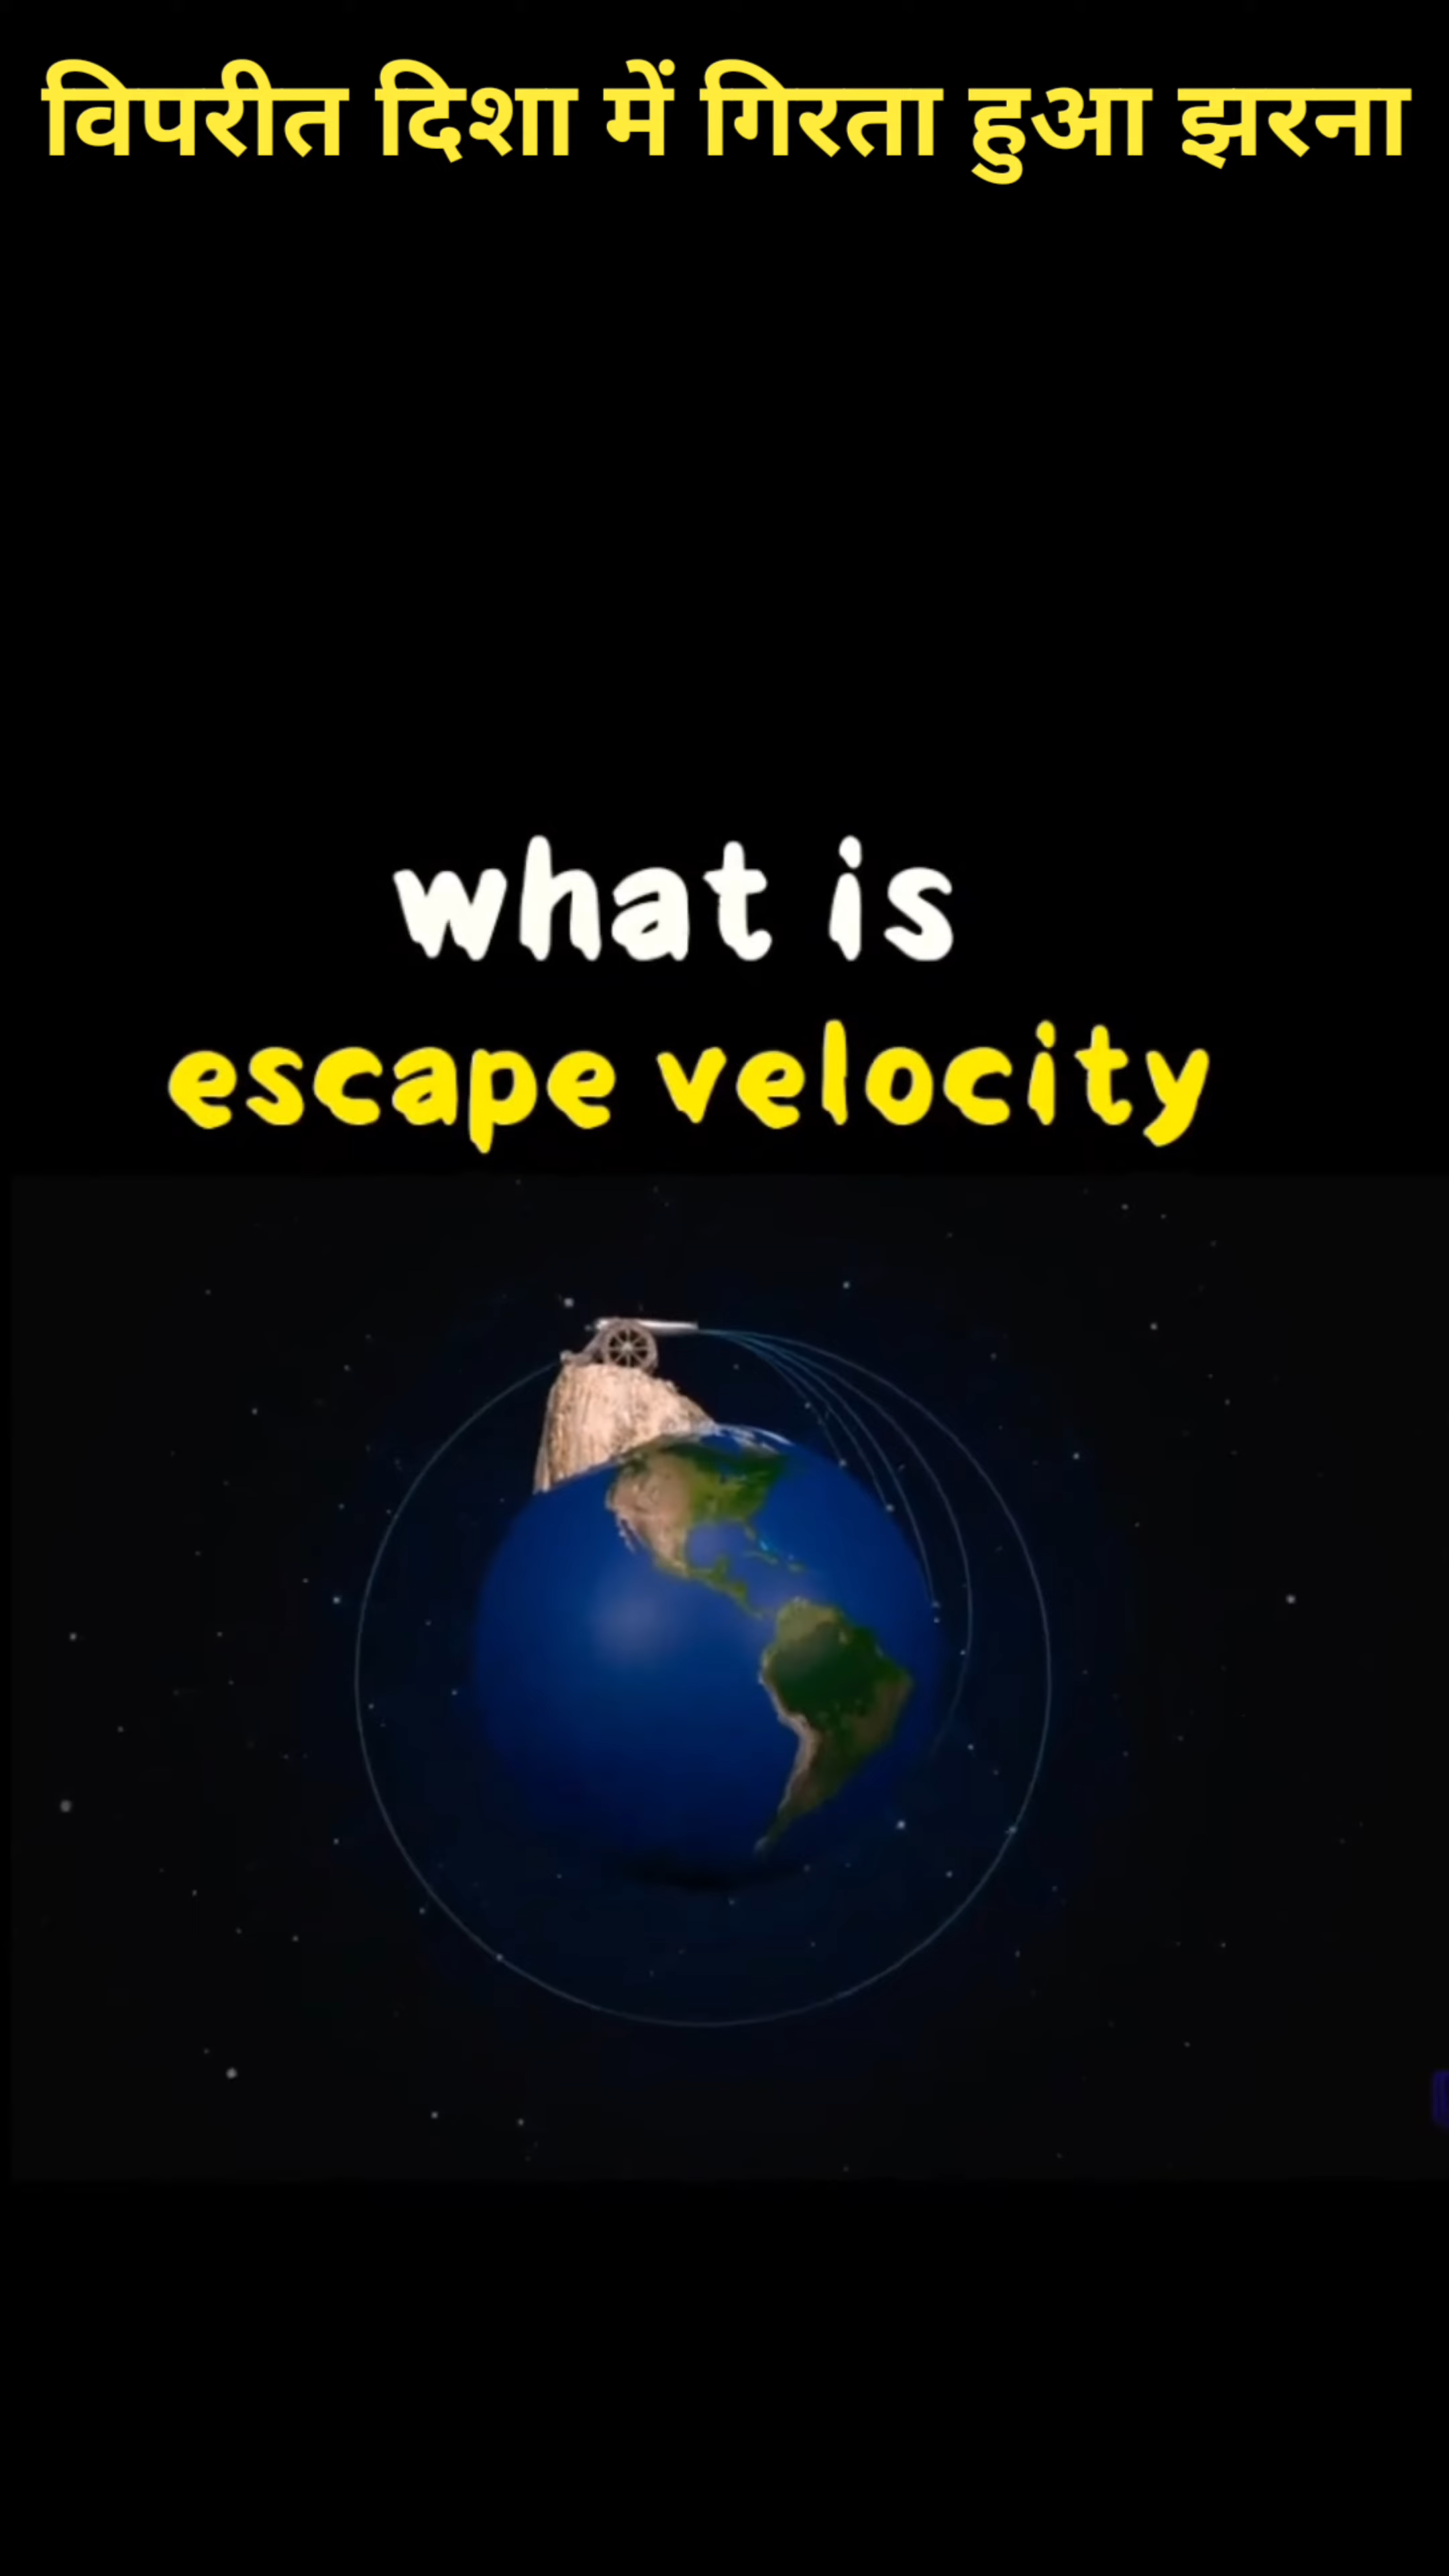 विपरीत दिशा में गिरता हुआ झरना
what is
escape velocity